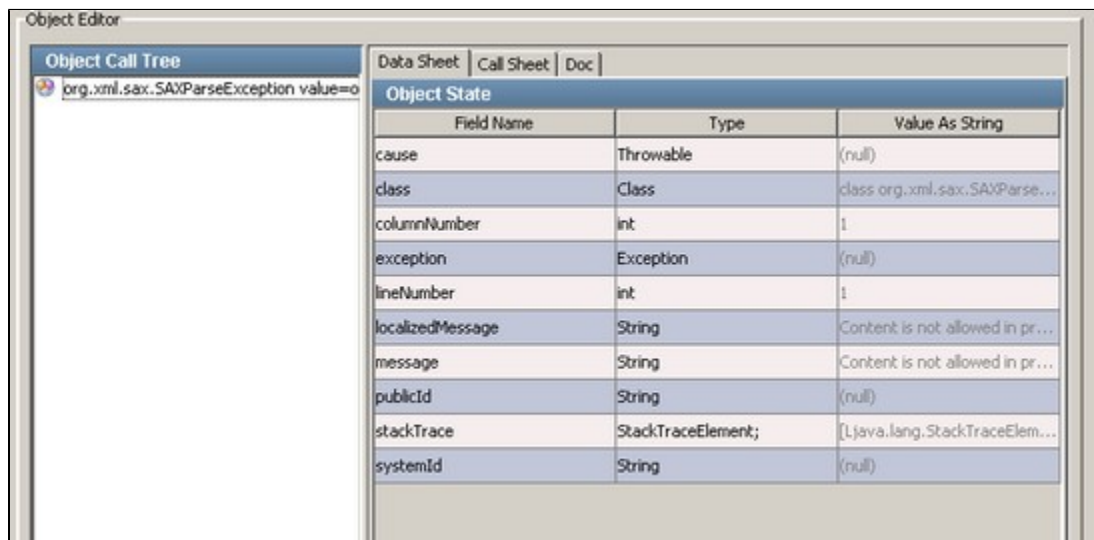 Object Editor
Object Call Tree
org.xml.sax.SAXParseException value=o
Data Sheet Call Sheet Doc
Object State
Field Name Type Value As String
cause Throwable (null)
class Class class org.xml.sax.SAXParse...
columnNumber int 1
exception Exception (null)
lineNumber int 1
localizedMessage String Content is not allowed in pr...
message String Content is not allowed in pr...
publicId String (null)
stackTrace StackTraceElement; [Ljava.lang.StackTraceElem...
systemId String (null)